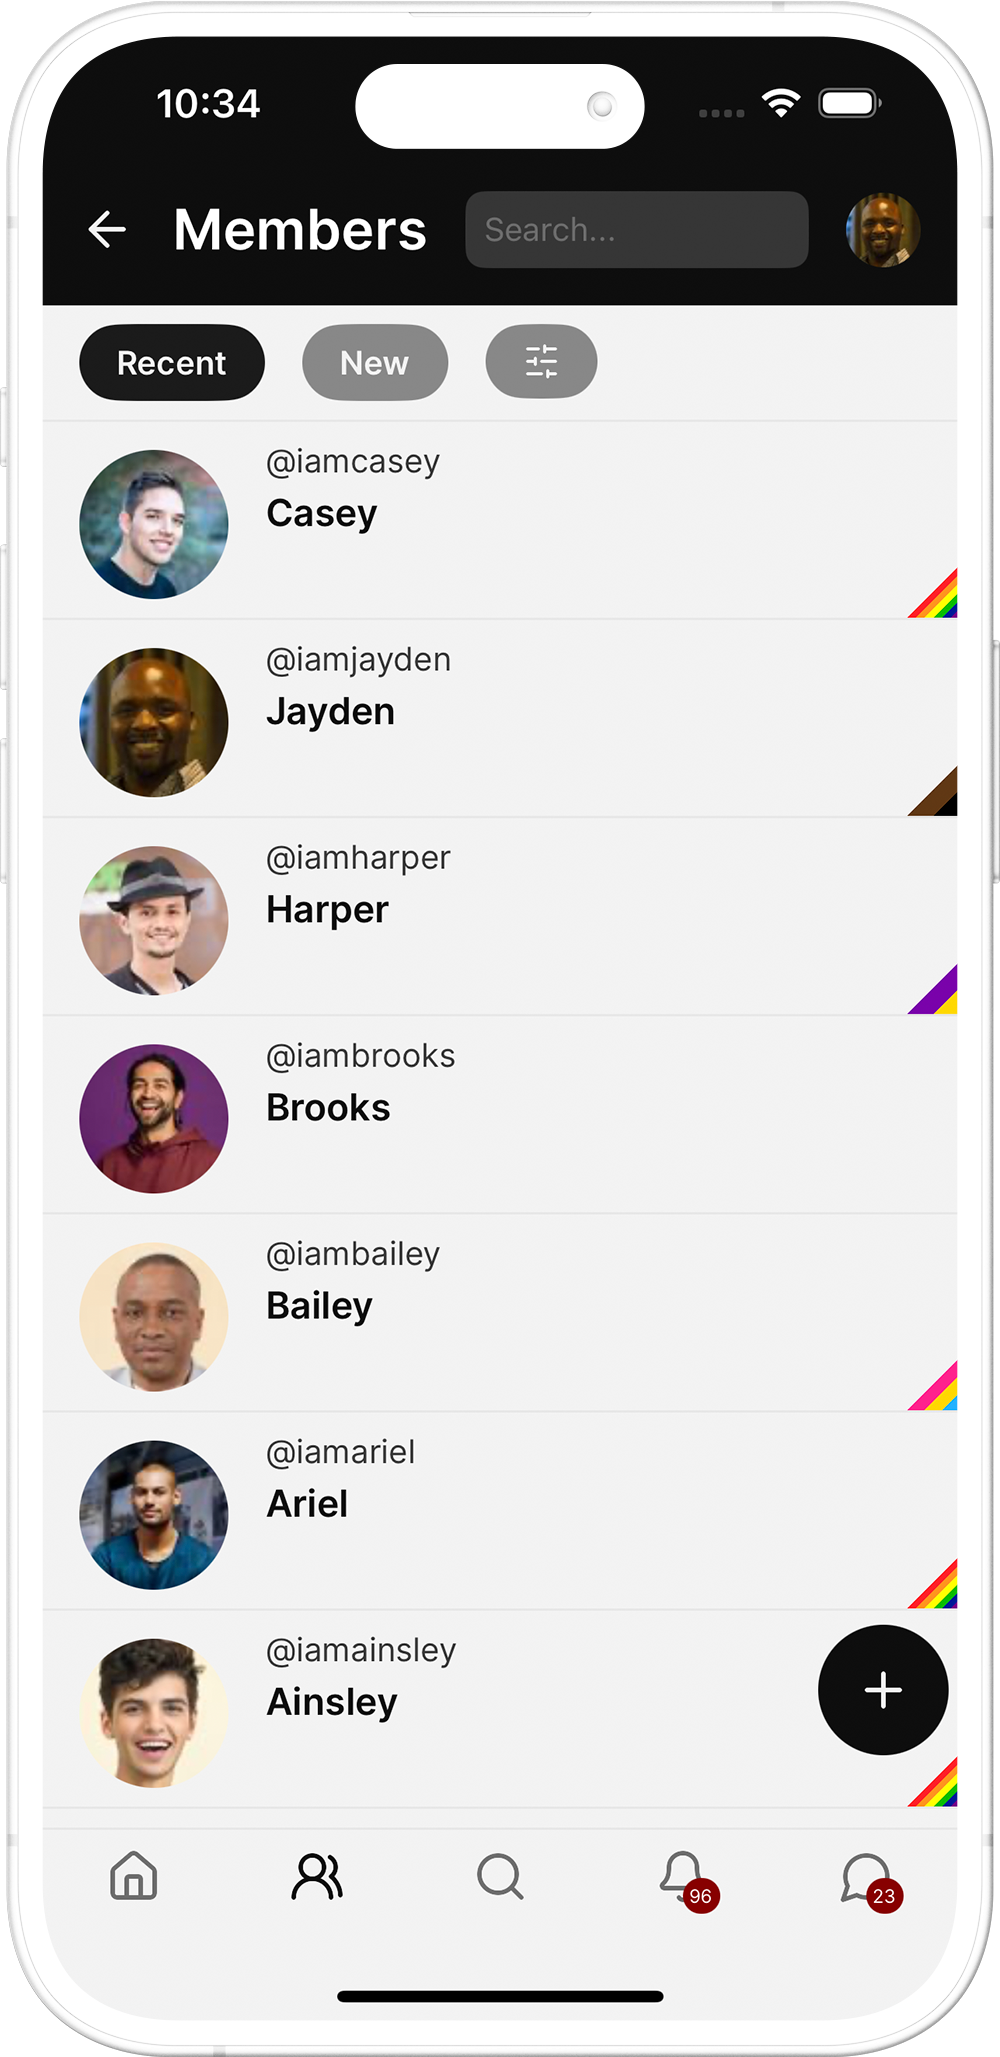 10:34
Members
Search...
Recent
New
@iamcasey
Casey
@iamjayden
Jayden
@iamharper
Harper
@iambrooks
Brooks
@iambailey
Bailey
@iamariel
Ariel
@iamainsley
Ainsley
96
23